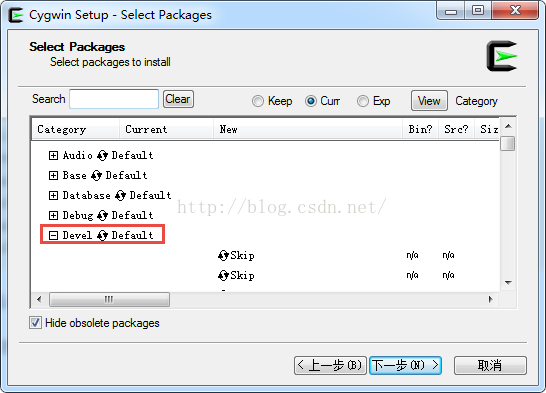 Cygwin Setup - Select Packages
Select Packages
Select packages to install
Search Clear Keep Curr Exp View Category
Category Current New Bin? Src? Siz
Audio Default
Base Default
Database Default
http://blog.csdn.net/
Debug Default
Devel Default
Skip n/a n/a
Skip n/a n/a
Hide obsolete packages
< 上一步(B) 下一步(N) > 取消